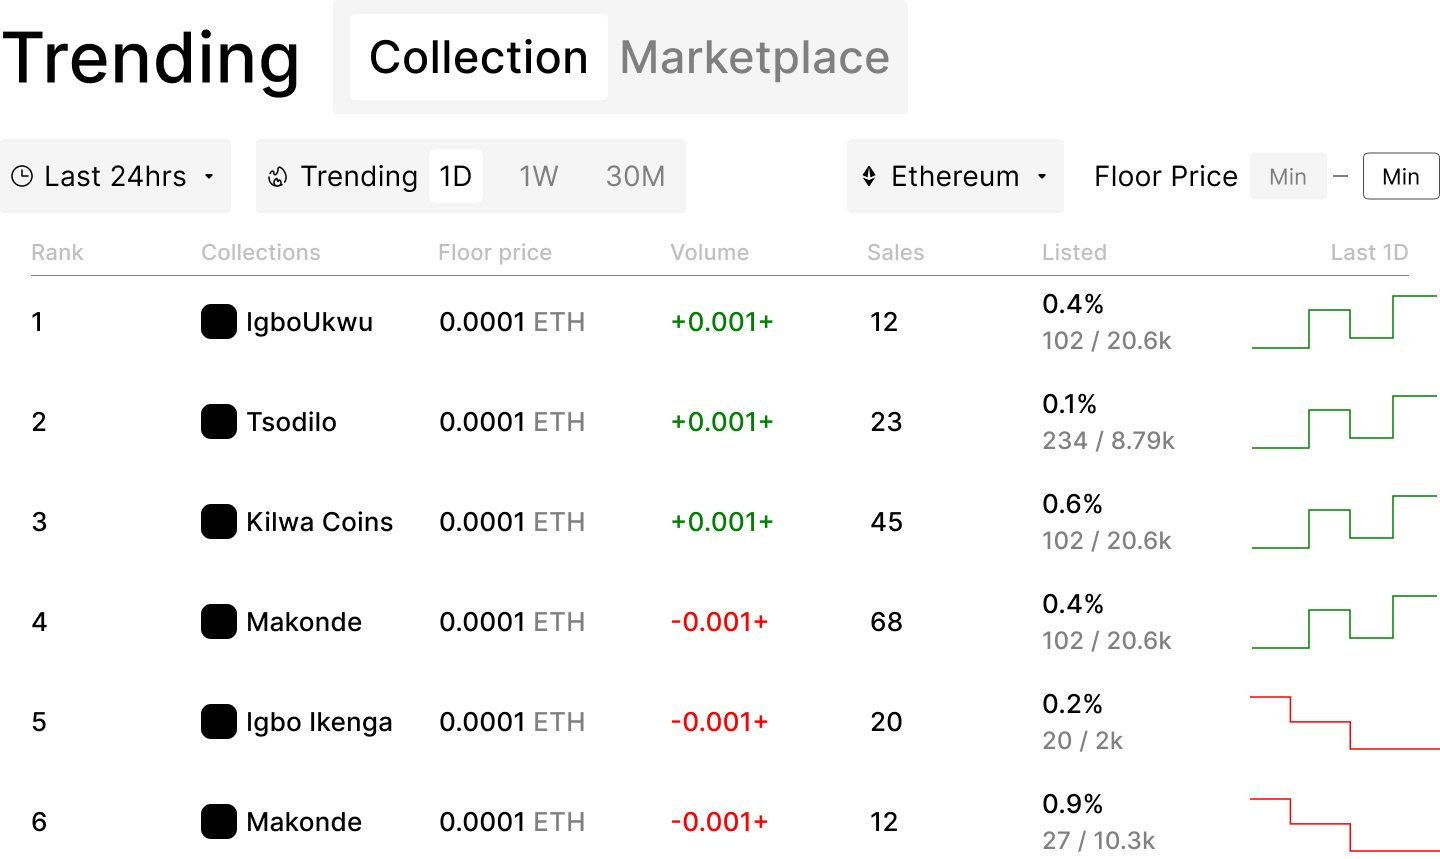 Trending Collection Marketplace
Last 24hrs Trending 1D 1W 30M Ethereum Floor Price Min – Min
Rank Collections Floor price Volume Sales Listed Last 1D
1 IgboUkwu 0.0001 ETH +0.001+ 12 0.4%
102 / 20.6k
2 Tsodilo 0.0001 ETH +0.001+ 23 0.1%
234 / 8.79k
3 Kilwa Coins 0.0001 ETH +0.001+ 45 0.6%
102 / 20.6k
4 Makonde 0.0001 ETH -0.001+ 68 0.4%
102 / 20.6k
5 Igbo Ikenga 0.0001 ETH -0.001+ 20 0.2%
20 / 2k
6 Makonde 0.0001 ETH -0.001+ 12 0.9%
27 / 10.3k